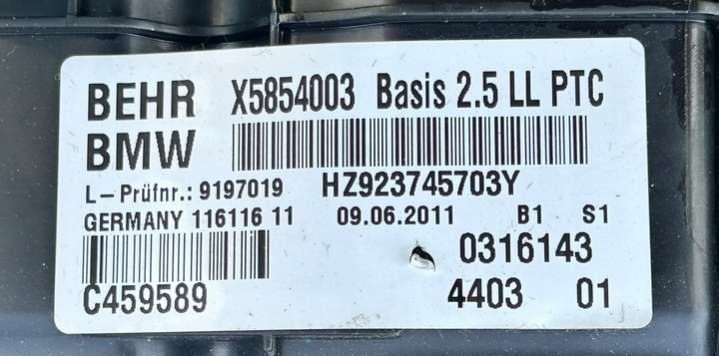 BEHR X5854003 Basis 2.5 LL PTC
BMW
L-Prüfnr.: 9197019 HZ923745703Y
GERMANY 116116 11 09.06.2011 B1 S1
0316143
C459589 4403 01